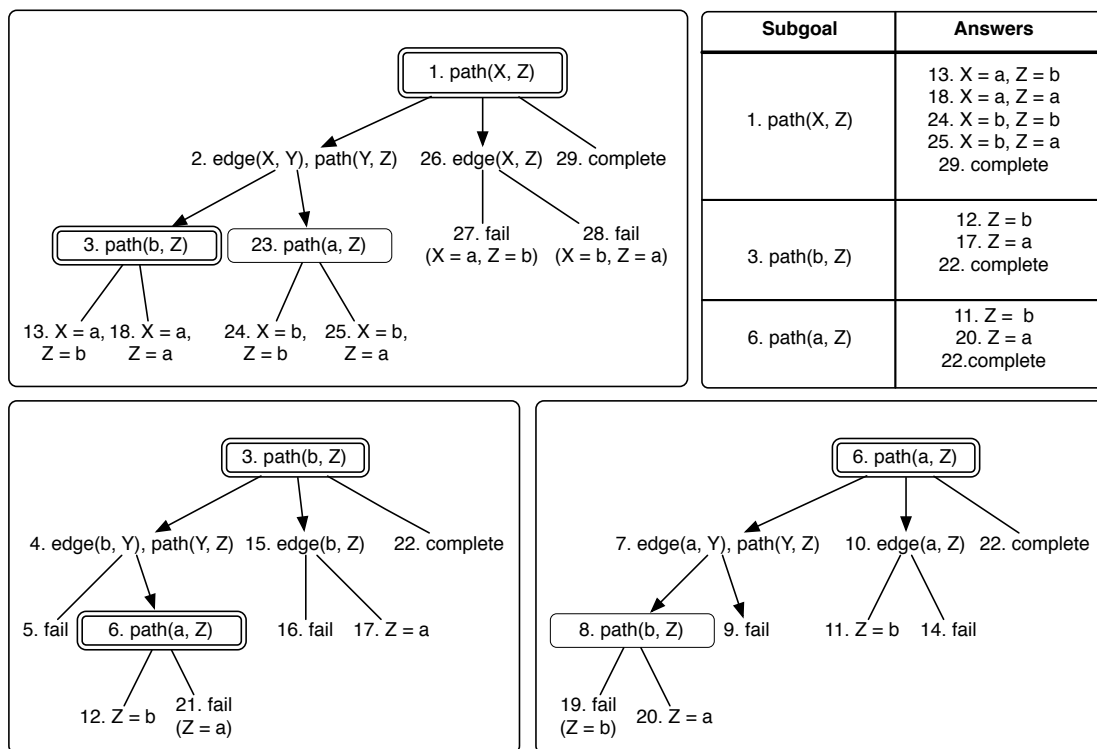 1. path(X, Z)
2. edge(X, Y), path(Y, Z) 26. edge(X, Z) 29. complete
3. path(b, Z) 23. path(a, Z)
27. fail 28. fail
(X = a, Z = b) (X = b, Z = a)
13. X = a, 18. X = a, 24. X = b, 25. X = b,
Z = b Z = a Z = b Z = a
Subgoal Answers
1. path(X, Z)
13. X = a, Z = b
18. X = a, Z = a
24. X = b, Z = b
25. X = b, Z = a
29. complete
3. path(b, Z)
12. Z = b
17. Z = a
22. complete
6. path(a, Z)
11. Z = b
20. Z = a
22.complete
3. path(b, Z)
4. edge(b, Y), path(Y, Z) 15. edge(b, Z) 22. complete
5. fail 6. path(a, Z) 16. fail 17. Z = a
12. Z = b 21. fail
(Z = a)
6. path(a, Z)
7. edge(a, Y), path(Y, Z) 10. edge(a, Z) 22. complete
8. path(b, Z) 9. fail 11. Z = b 14. fail
19. fail 20. Z = a
(Z = b)